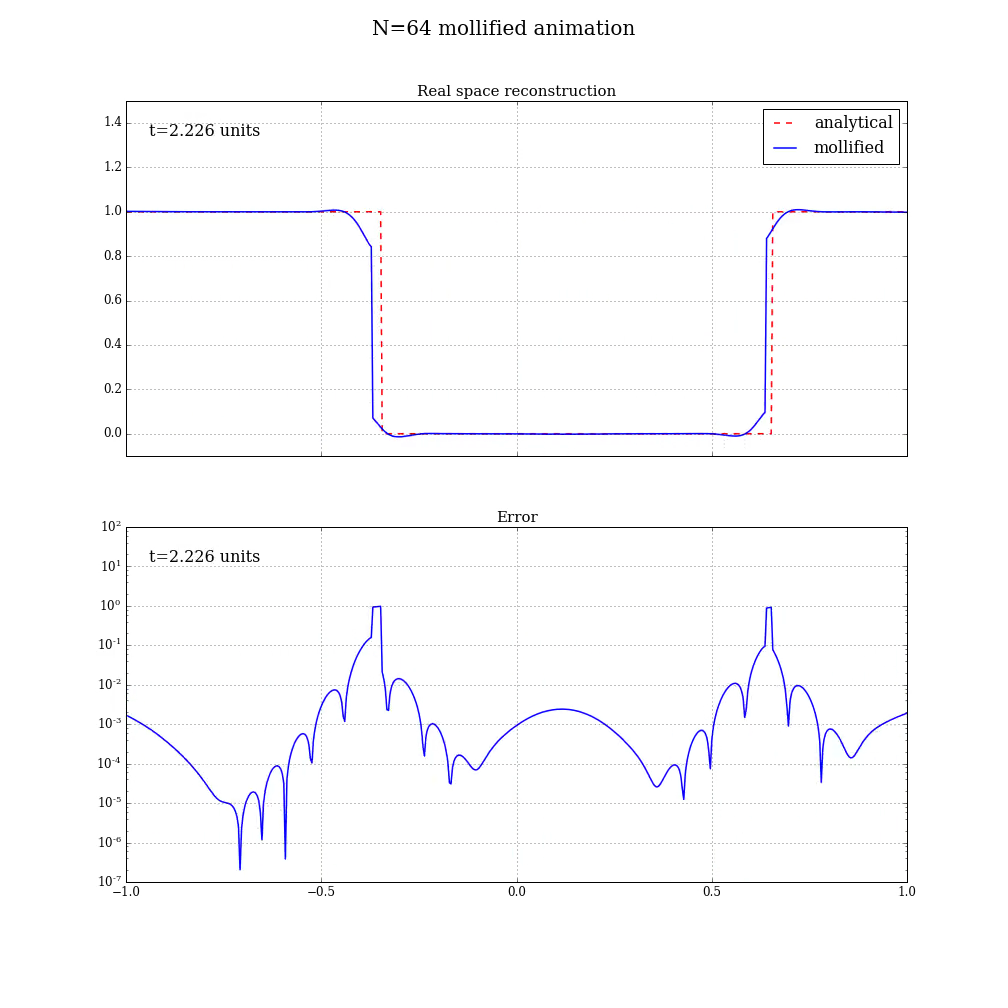 N=64 mollified animation
Real space reconstruction
t=2.226 units
analytical
mollified
1.4
1.2
1.0
0.8
0.6
0.4
0.2
0.0
Error
t=2.226 units
10²
10¹
10⁰
10⁻¹
10⁻²
10⁻³
10⁻⁴
10⁻⁵
10⁻⁶
10⁻⁷
−1.0 −0.5 0.0 0.5 1.0